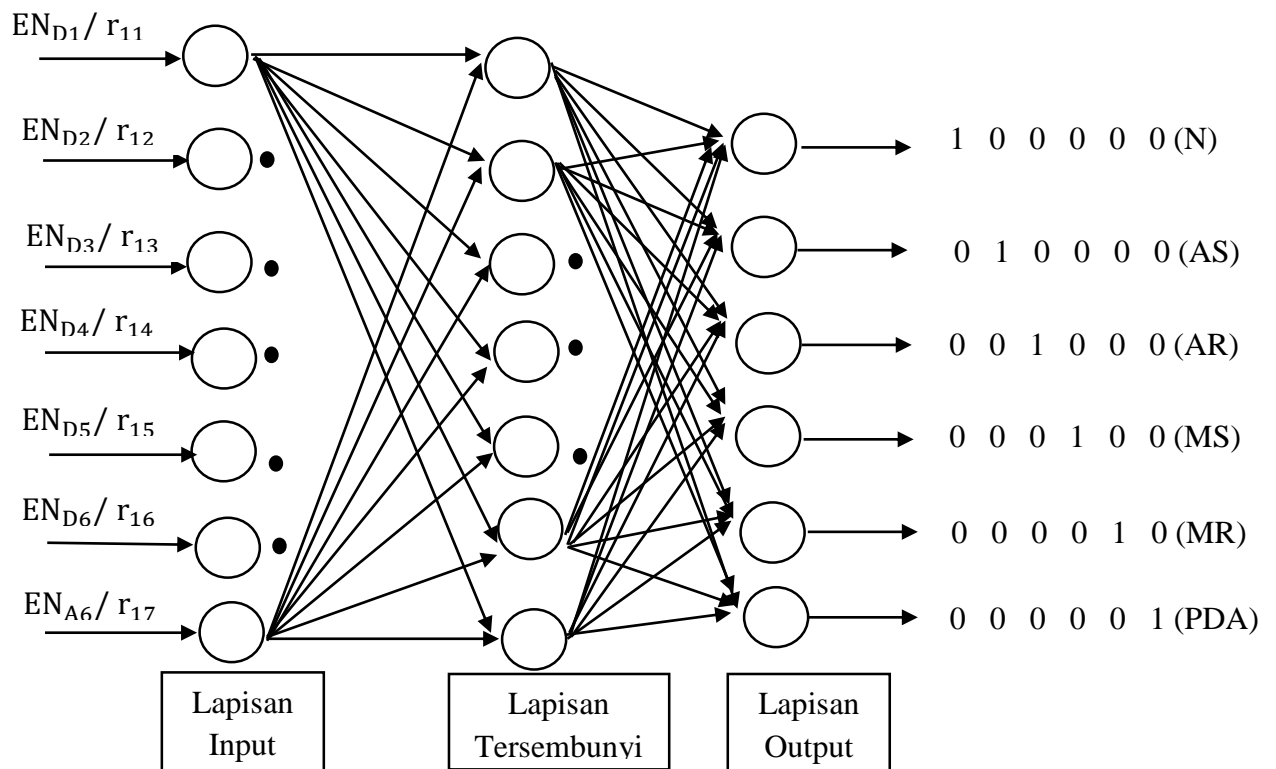 EN_D1/ r_11
EN_D2/ r_12
EN_D3/ r_13
EN_D4/ r_14
EN_D5/ r_15
EN_D6/ r_16
EN_A6/ r_17
1 0 0 0 0 0 (N)
0 1 0 0 0 0 (AS)
0 0 1 0 0 0 (AR)
0 0 0 1 0 0 (MS)
0 0 0 0 1 0 (MR)
0 0 0 0 0 1 (PDA)
Lapisan
Input
Lapisan
Tersembunyi
Lapisan
Output